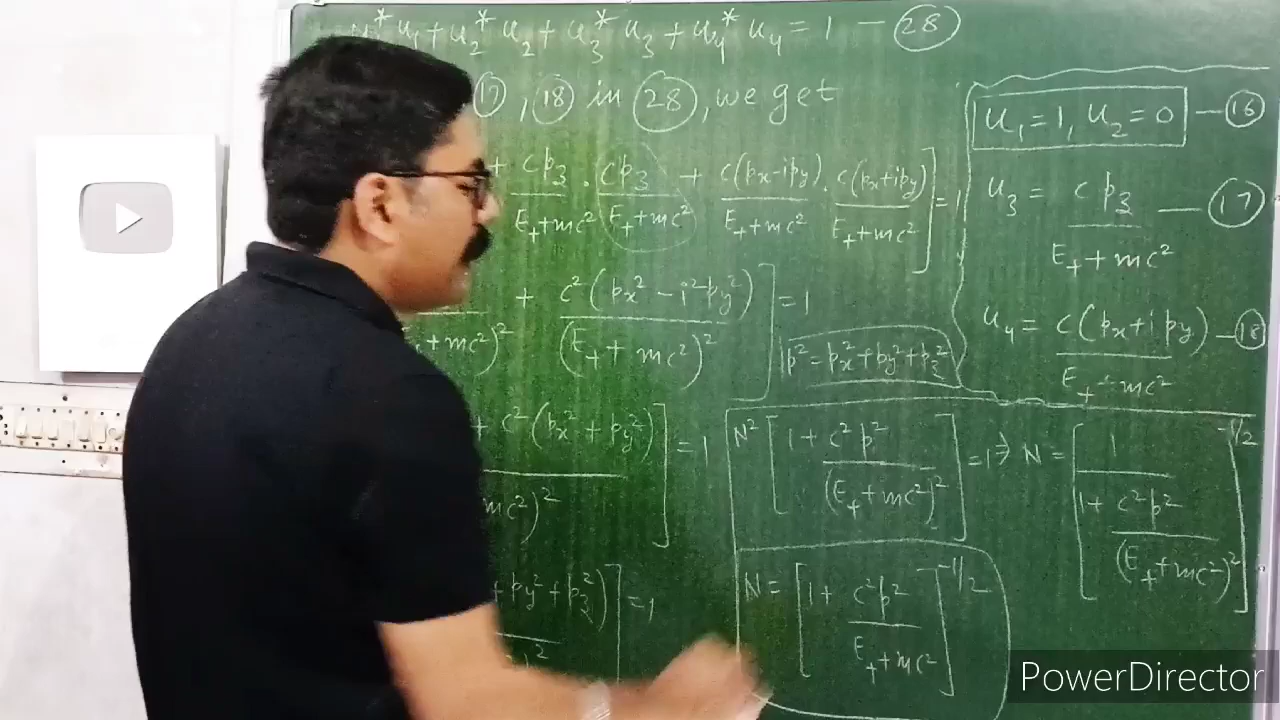 u₁* u₁ + u₂* u₂ + u₃* u₃ + u₄* u₄ = 1 — (28)
(17), (18) in (28), we get
+ cp₃/(E₊+mc²) · cp₃/(E₊+mc²) + c(px-ipy)/(E₊+mc²) · c(px+ipy)/(E₊+mc²)] = 1
+ c²(px² - i²py²)/(E₊+mc²)²] = 1
|p² = px²+py²+p₃²
+ c²(px²+py²)] = 1
mc²)²
+ py² + p₃²)] = 1
u₁=1, u₂=0 — (16)
u₃ = cp₃/(E₊+mc²) — (17)
u₄ = c(px+ipy)/(E₊+mc²) — (18)
N² [1 + c²p²/(E₊+mc²)²] = 1 ⇒ N = [1/(1 + c²p²/(E₊+mc²)²)]^-1/2
N = [1 + c²p²/(E₊+mc²)]^-1/2
PowerDirector